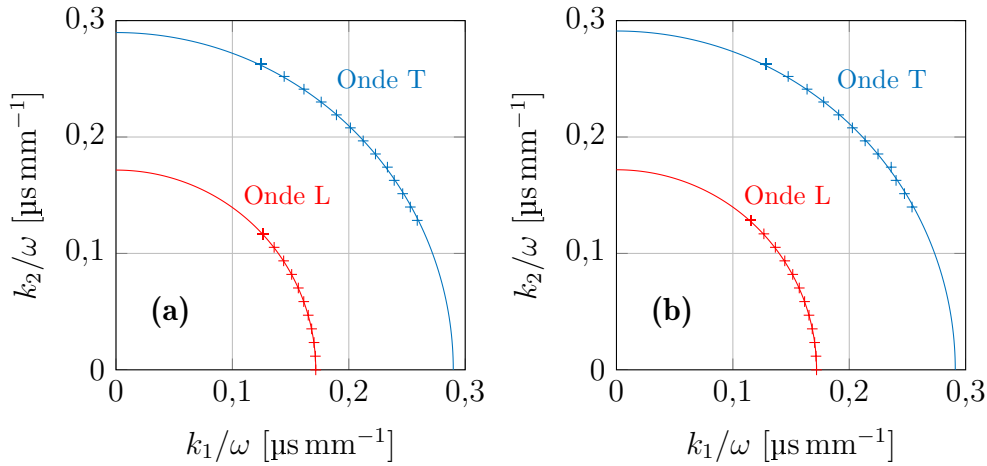 0,3
0,2
0,1
0
k₂/ω [µs mm⁻¹]
Onde T
Onde L
(a)
0 0,1 0,2 0,3
k₁/ω [µs mm⁻¹]
0,3
0,2
0,1
0
k₂/ω [µs mm⁻¹]
Onde T
Onde L
(b)
0 0,1 0,2 0,3
k₁/ω [µs mm⁻¹]